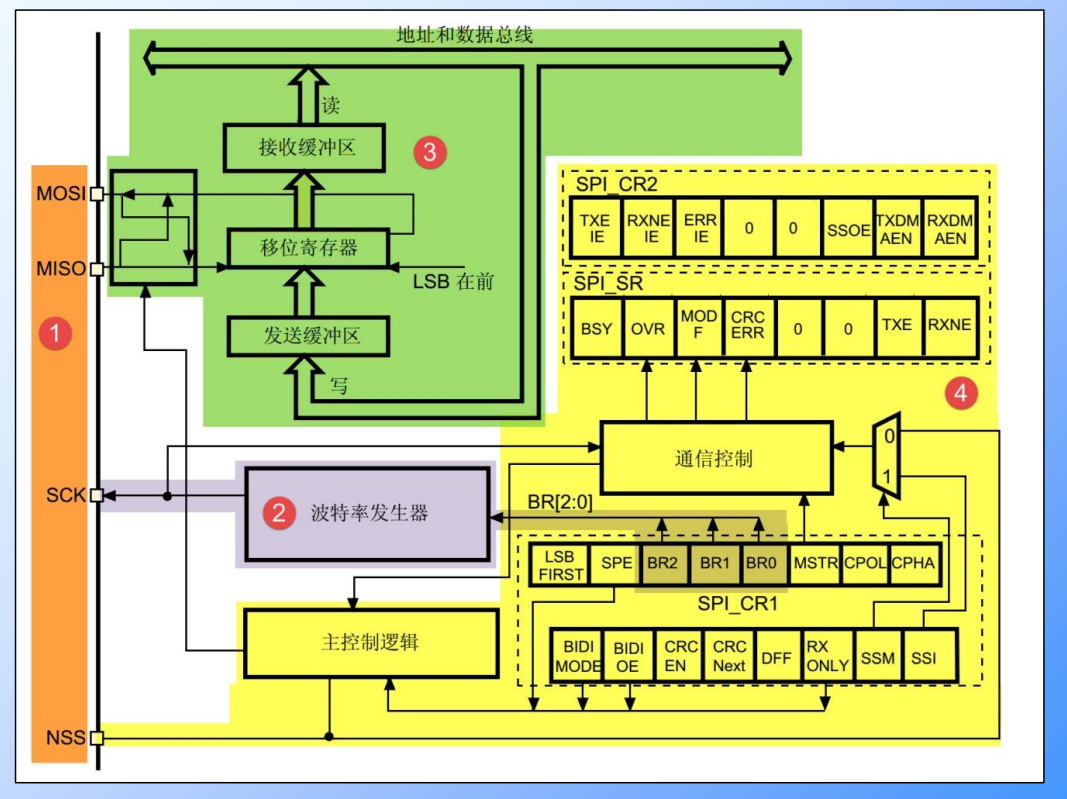 地址和数据总线
读
接收缓冲区
3
MOSI
移位寄存器
MISO
LSB 在前
1
发送缓冲区
写
SPI_CR2
TXE IE
RXNE IE
ERR IE
0
0
SSOE
TXDM AEN
RXDM AEN
SPI_SR
BSY
OVR
MOD F
CRC ERR
0
0
TXE
RXNE
4
通信控制
0
1
SCK
2
波特率发生器
BR[2:0]
LSB FIRST
SPE
BR2
BR1
BR0
MSTR
CPOL
CPHA
SPI_CR1
主控制逻辑
BIDI MODE
BIDI OE
CRC EN
CRC Next
DFF
RX ONLY
SSM
SSI
NSS